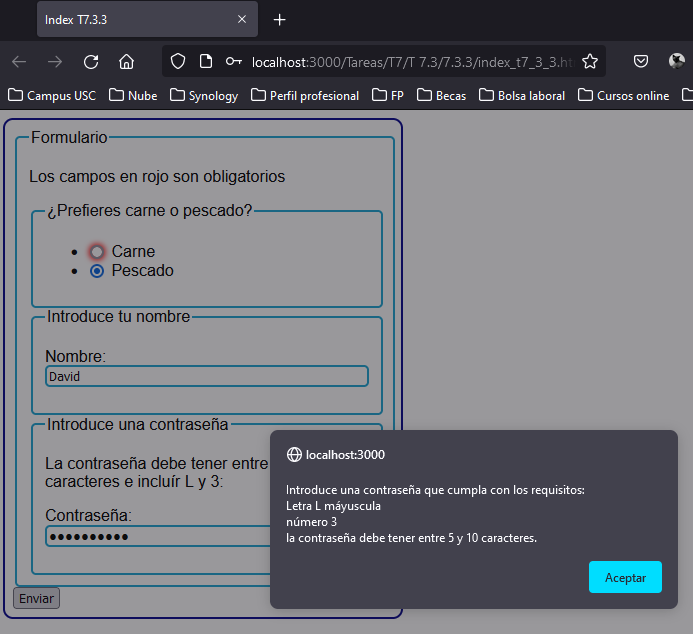 Index T7.3.3
localhost:3000/Tareas/T7/T 7.3/7.3.3/index_t7_3_3.ht
Campus USC Nube Synology Perfil profesional FP Becas Bolsa laboral Cursos online
Formulario
Los campos en rojo son obligatorios
¿Prefieres carne o pescado?
Carne
Pescado
Introduce tu nombre
Nombre:
David
Introduce una contraseña
La contraseña debe tener entre
caracteres e incluír L y 3:
Contraseña:
Enviar
localhost:3000
Introduce una contraseña que cumpla con los requisitos:
Letra L máyuscula
número 3
la contraseña debe tener entre 5 y 10 caracteres.
Aceptar